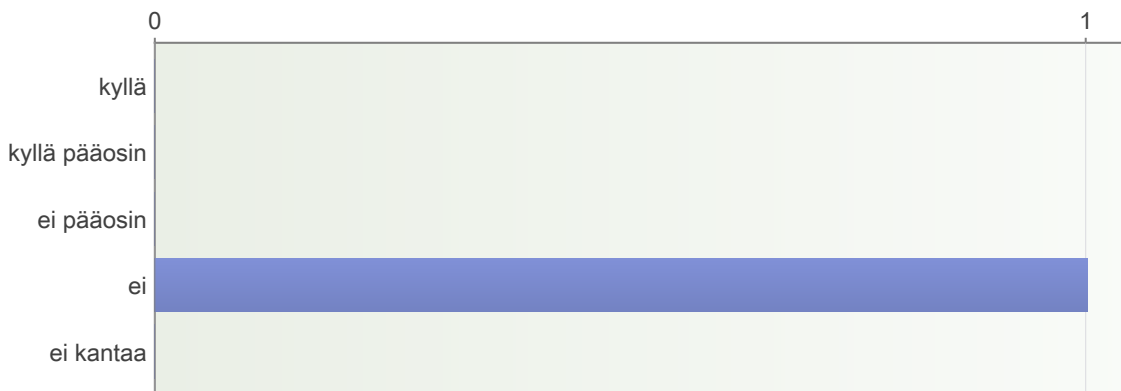 0 1
kyllä
kyllä pääosin
ei pääosin
ei
ei kantaa